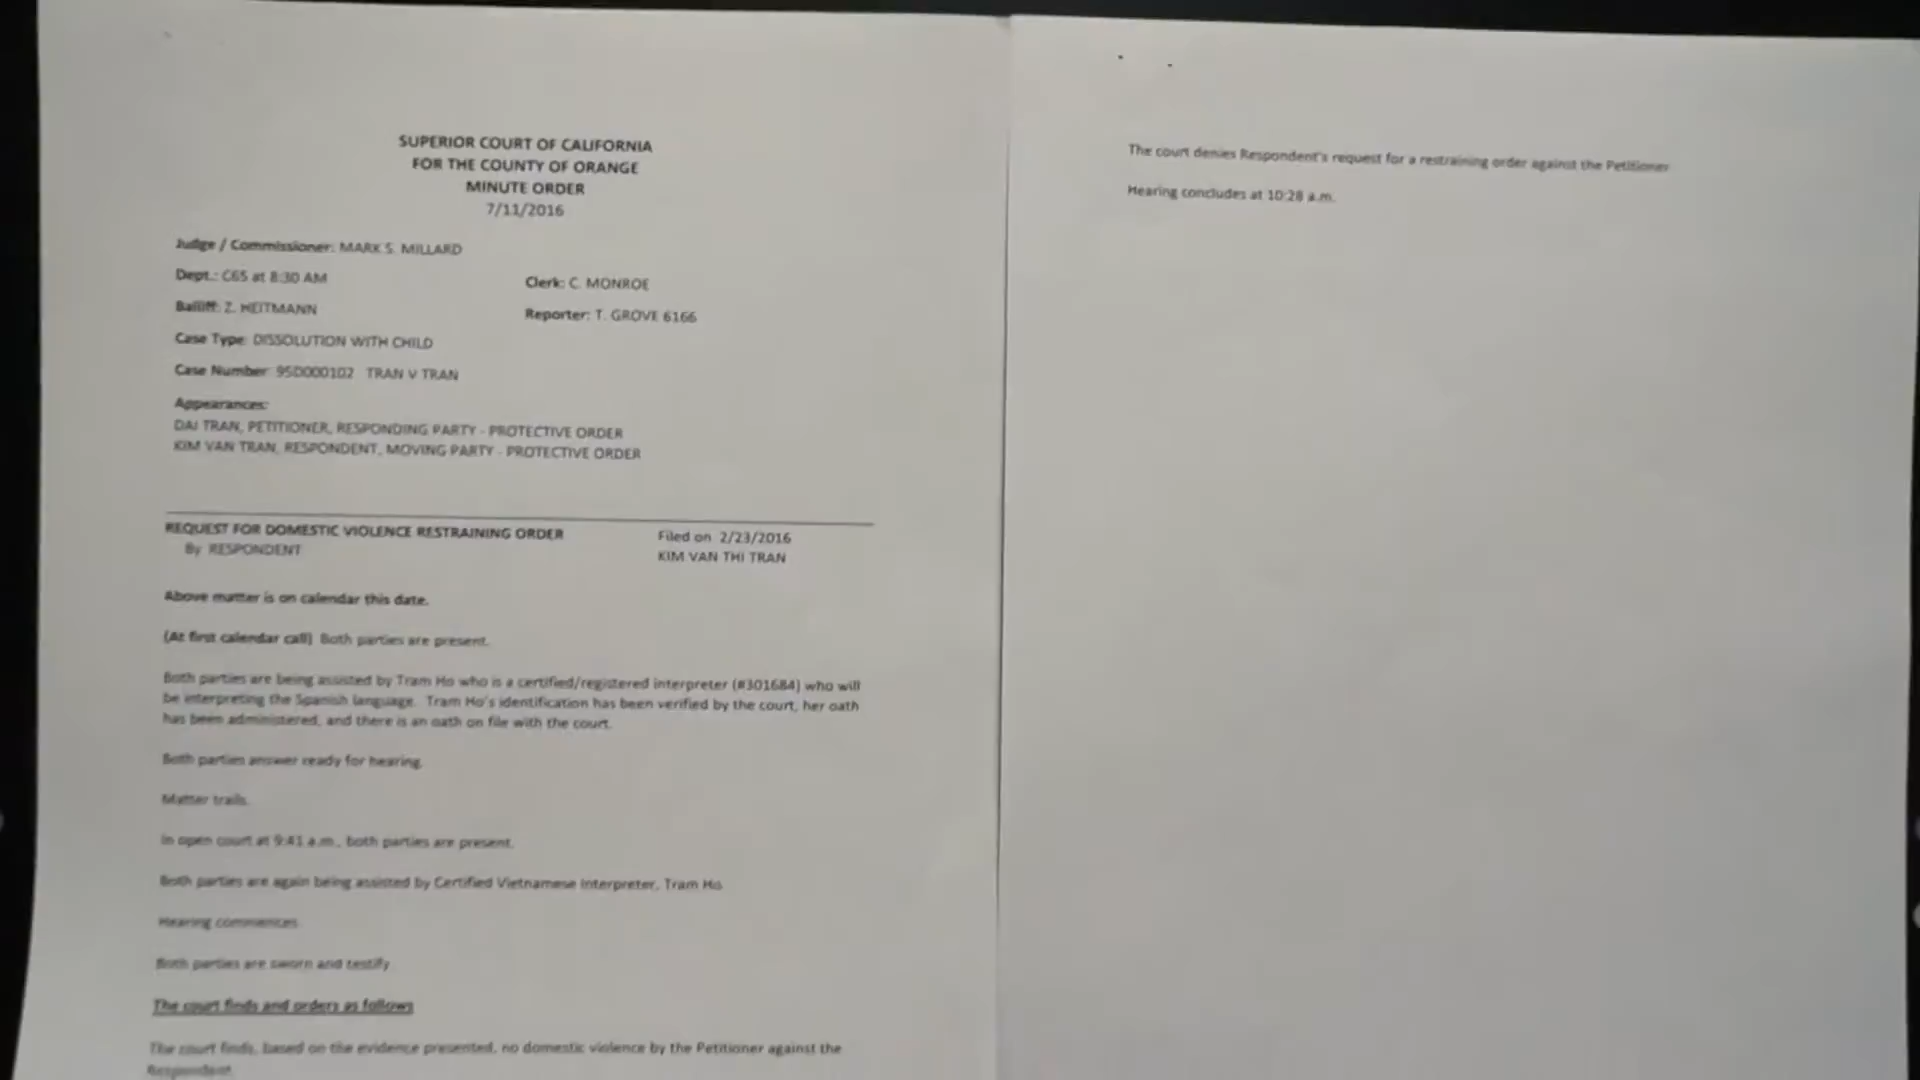 SUPERIOR COURT OF CALIFORNIA
FOR THE COUNTY OF ORANGE
MINUTE ORDER
7/11/2016
Judge / Commissioner: MARK S. MILLARD
Dept.: C65 at 8:30 AM
Clerk: C. MONROE
Bailiff: Z. HEITMANN
Reporter: T. GROVE 6166
Case Type: DISSOLUTION WITH CHILD
Case Number: 95D000102 TRAN V TRAN
Appearances:
DAI TRAN, PETITIONER, RESPONDING PARTY - PROTECTIVE ORDER
KIM VAN TRAN, RESPONDENT, MOVING PARTY - PROTECTIVE ORDER
REQUEST FOR DOMESTIC VIOLENCE RESTRAINING ORDER
By RESPONDENT
Filed on 2/23/2016
KIM VAN THI TRAN
Above matter is on calendar this date.
(At first calendar call) Both parties are present.
Both parties are being assisted by Tram Ho who is a certified/registered interpreter (#301684) who will
be interpreting the Spanish language. Tram Ho's identification has been verified by the court, her oath
has been administered, and there is an oath on file with the court.
Both parties answer ready for hearing.
Matter trails.
In open court at 9:41 a.m., both parties are present.
Both parties are again being assisted by Certified Vietnamese Interpreter, Tram Ho
Hearing commences
Both parties are sworn and testify
The court finds and orders as follows
The court finds, based on the evidence presented, no domestic violence by the Petitioner against the
Respondent.
The court denies Respondent's request for a restraining order against the Petitioner
Hearing concludes at 10:28 a.m.